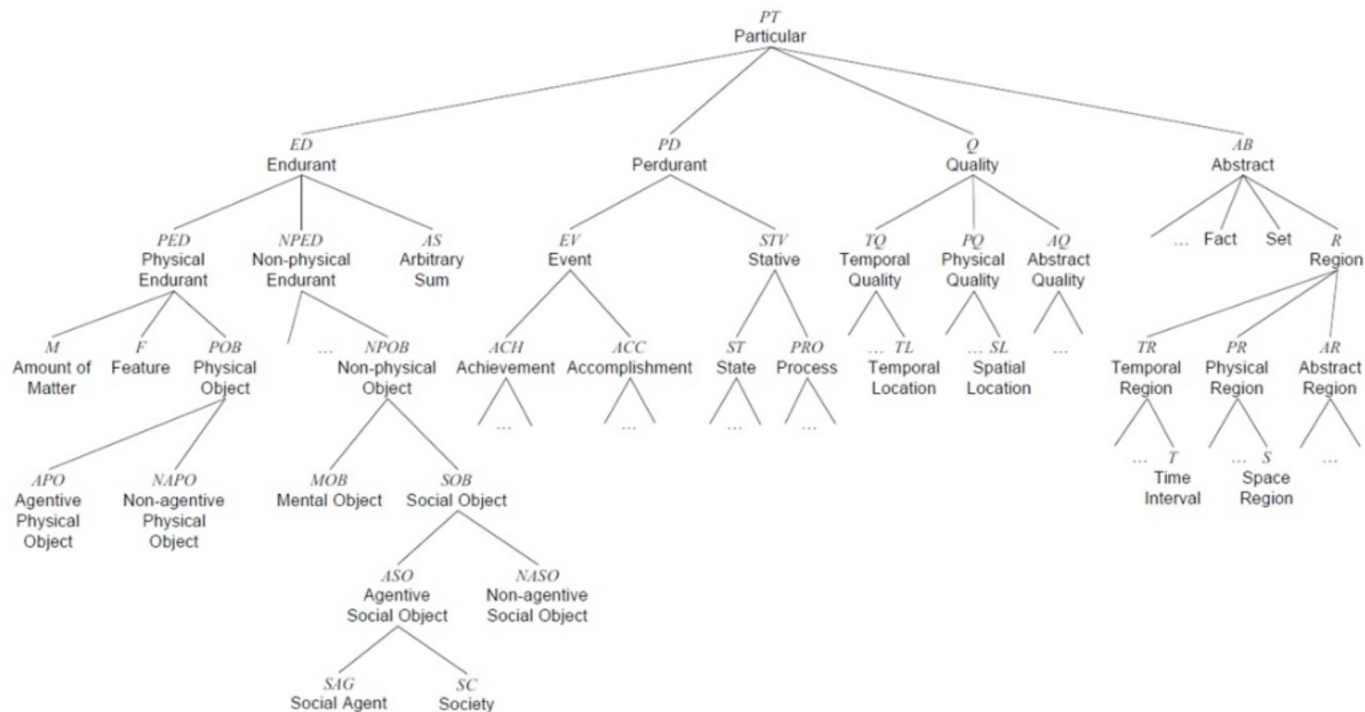 PT
Particular
ED
Endurant
PD
Perdurant
Q
Quality
AB
Abstract
PED
Physical
Endurant
NPED
Non-physical
Endurant
AS
Arbitrary
Sum
EV
Event
STV
Stative
TQ
Temporal
Quality
PQ
Physical
Quality
AQ
Abstract
Quality
... Fact
Set
R
Region
M
Amount of
Matter
F
Feature
POB
Physical
Object
... NPOB
Non-physical
Object
ACH
Achievement
...
ACC
Accomplishment
...
ST
State
...
PRO
Process
...
... TL
Temporal
Location
... SL
Spatial
Location
...
TR
Temporal
Region
PR
Physical
Region
AR
Abstract
Region
APO
Agentive
Physical
Object
NAPO
Non-agentive
Physical
Object
MOB
Mental Object
SOB
Social Object
... T
Time
Interval
... S
Space
Region
...
ASO
Agentive
Social Object
NASO
Non-agentive
Social Object
SAG
Social Agent
SC
Society